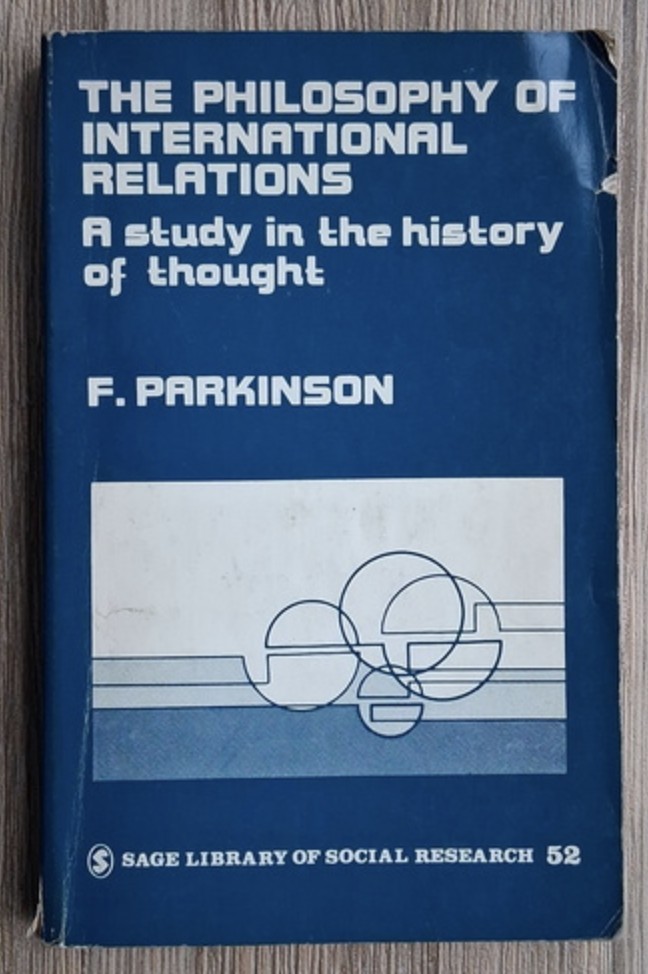 THE PHILOSOPHY OF
INTERNATIONAL
RELATIONS
A study in the history
of thought
F. PARKINSON
S SAGE LIBRARY OF SOCIAL RESEARCH 52